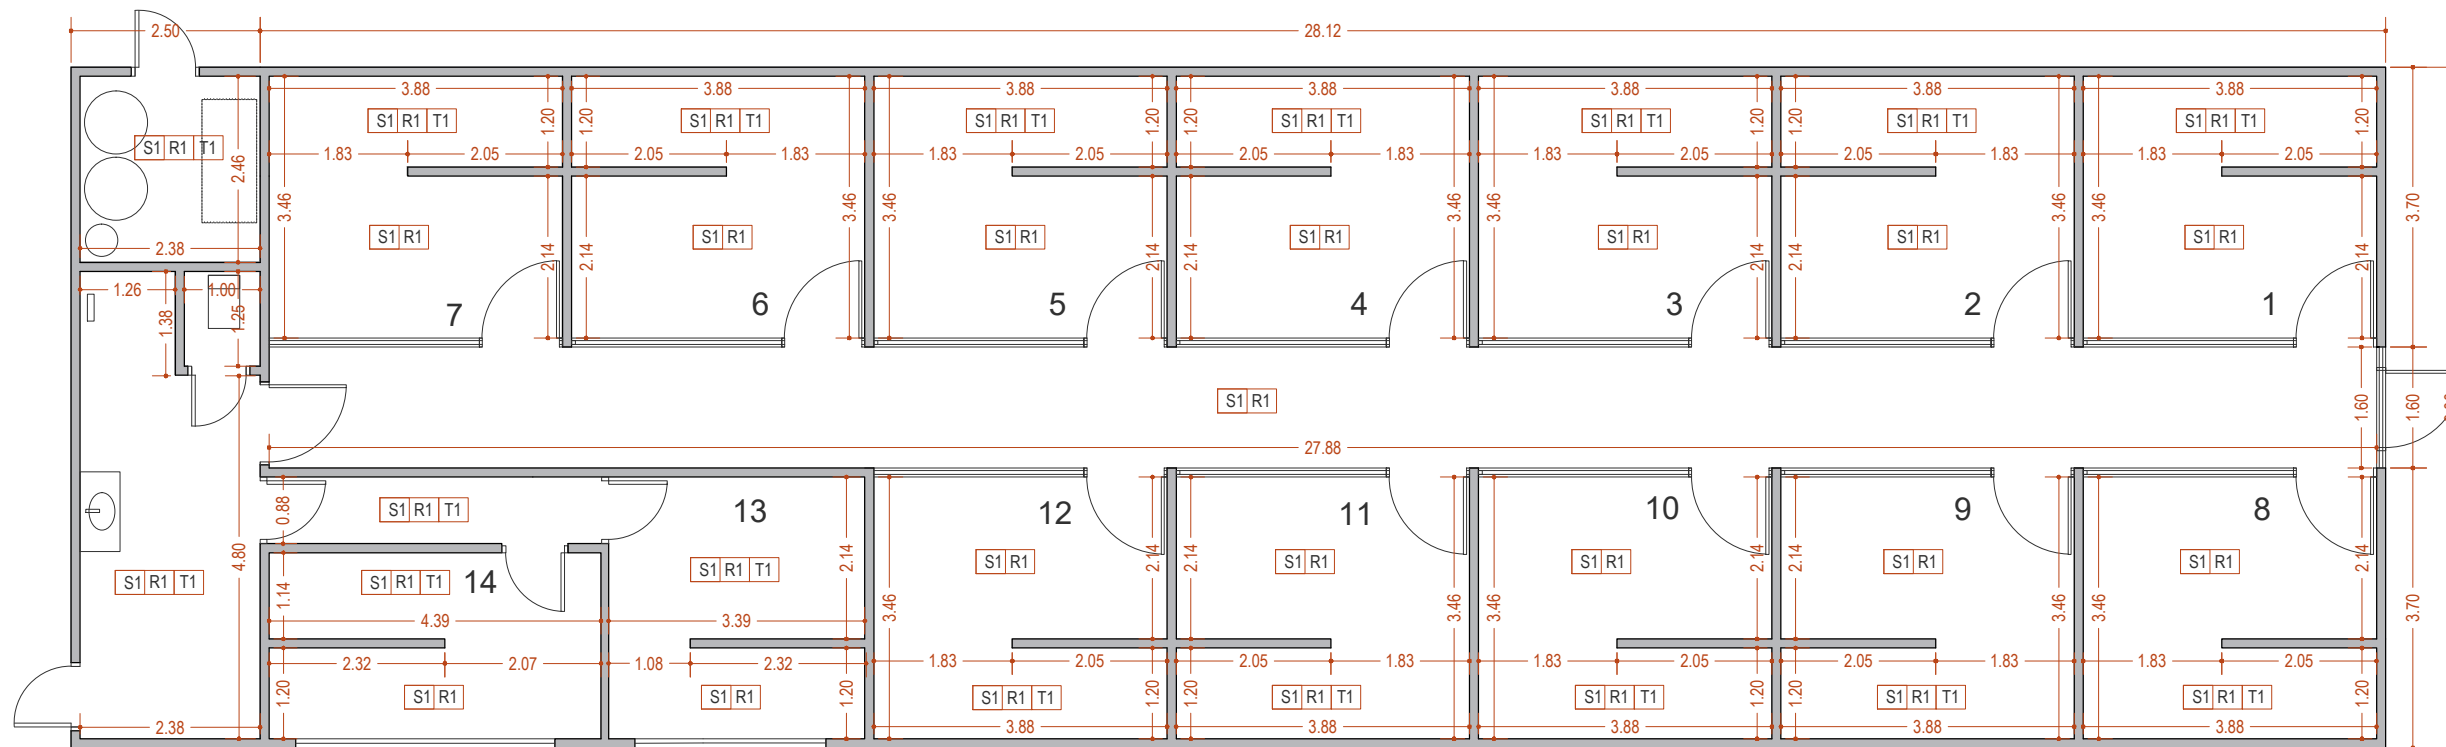 2.50 28.12
3.88 3.88 3.88 3.88 3.88 3.88 3.88
S1 R1 T1 1.20 1.20 S1 R1 T1 S1 R1 T1 1.20 1.20 S1 R1 T1 S1 R1 T1 1.20 1.20 S1 R1 T1 S1 R1 T1 1.20
S1 R1 T1
1.83 2.05 2.05 1.83 1.83 2.05 2.05 1.83 1.83 2.05 2.05 1.83 1.83 2.05
2.46
3.46 3.46 3.46 3.46 3.46 3.46 3.46 3.70
S1 R1 S1 R1 S1 R1 S1 R1 S1 R1 S1 R1 S1 R1
2.38 2.14 2.14 2.14 2.14 2.14 2.14 2.14
1.26 1.00
7 6 5 4 3 2 1
1.38 1.25
S1 R1 1.60 1.60
27.88
0.88 S1 R1 T1 13 12 11 10 9 8
4.80 2.14 S1 R1 2.14 2.14 S1 R1 S1 R1 2.14 2.14 S1 R1 S1 R1 2.14
S1 R1 T1 1.14 S1 R1 T1 14 S1 R1 T1
3.46 3.46 3.46 3.46 3.46 3.70
4.39 3.39
2.32 2.07 1.08 2.32 1.83 2.05 2.05 1.83 1.83 2.05 2.05 1.83 1.83 2.05
1.20 S1 R1 S1 R1 1.20 S1 R1 T1 1.20 1.20 S1 R1 T1 S1 R1 T1 1.20 1.20 S1 R1 T1 S1 R1 T1 1.20
2.38 3.88 3.88 3.88 3.88 3.88